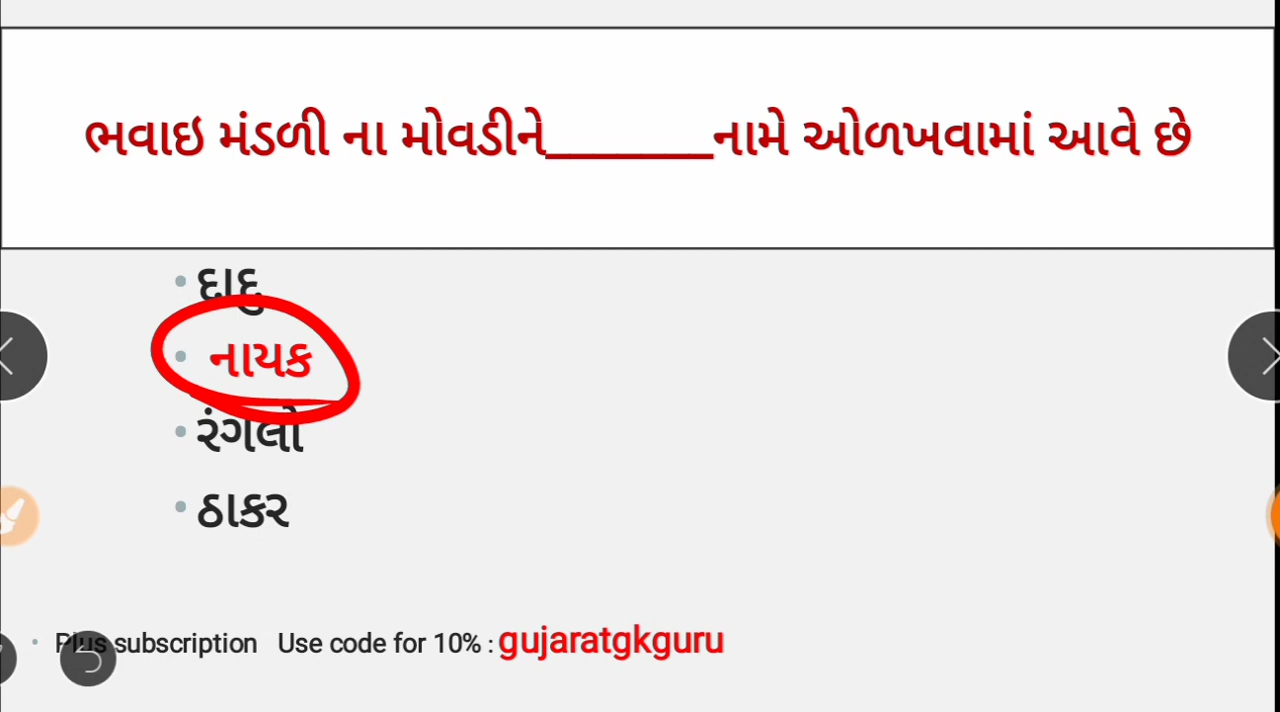 ભવાઇ મંડળી ના મોવડીને_______નામે ઓળખવામાં આવે છે
• દાદુ
• નાયક
• રંગલો
• ઠાકર
• Plus subscription Use code for 10% : gujaratgkguru